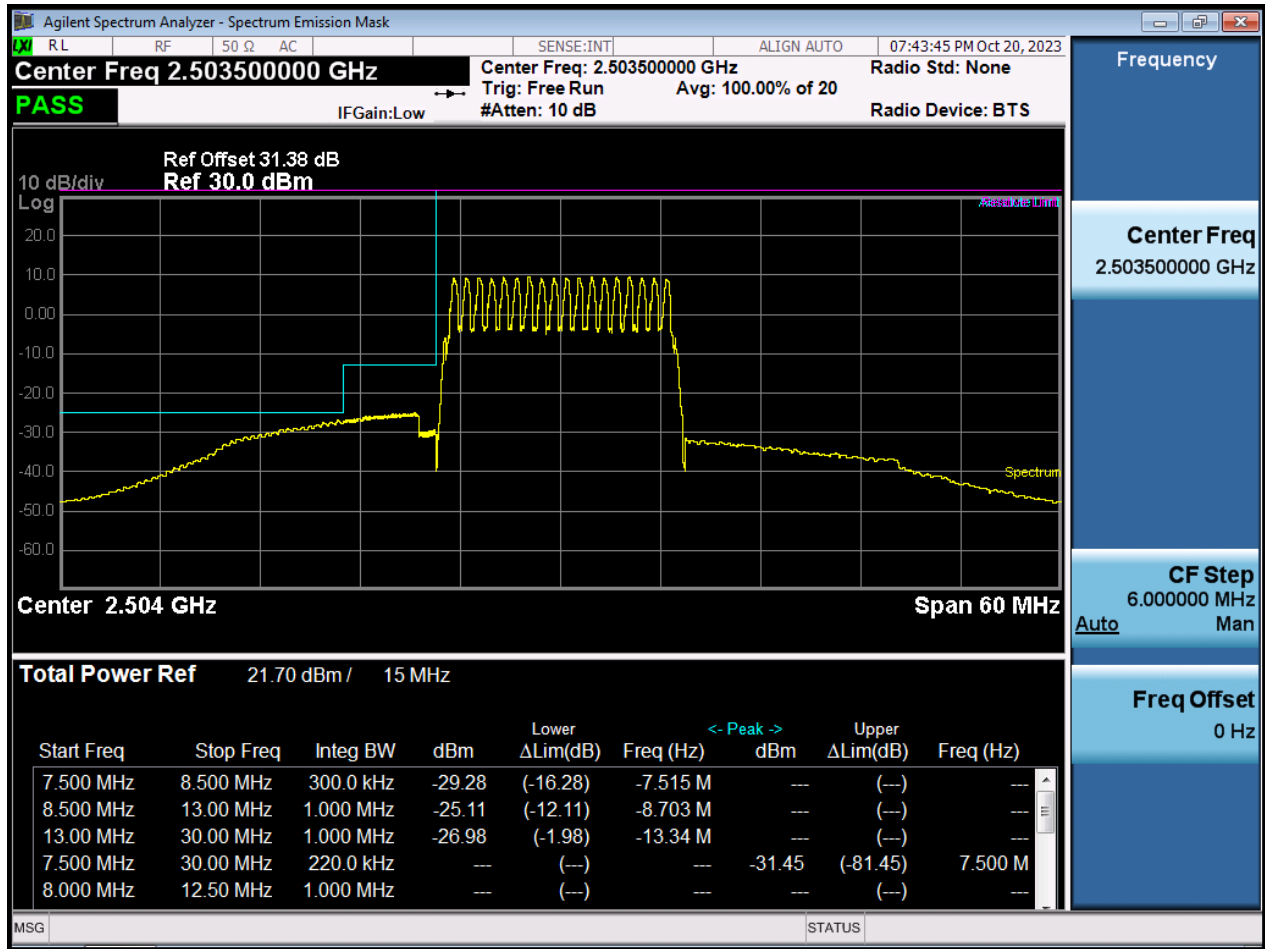 Agilent Spectrum Analyzer - Spectrum Emission Mask
LXI RL RF 50 Ω AC SENSE:INT ALIGN AUTO 07:43:45 PM Oct 20, 2023
Center Freq 2.503500000 GHz
Center Freq: 2.503500000 GHz Radio Std: None
Trig: Free Run Avg: 100.00% of 20
PASS IFGain:Low #Atten: 10 dB Radio Device: BTS
Ref Offset 31.38 dB
10 dB/div Ref 30.0 dBm
Log
20.0
10.0
0.00
-10.0
-20.0
-30.0
-40.0
-50.0
-60.0
Absolute Limit
Spectrum
Center 2.504 GHz Span 60 MHz
Total Power Ref 21.70 dBm / 15 MHz
Lower <- Peak -> Upper
Start Freq Stop Freq Integ BW dBm ΔLim(dB) Freq (Hz) dBm ΔLim(dB) Freq (Hz)
7.500 MHz 8.500 MHz 300.0 kHz -29.28 (-16.28) -7.515 M --- (---) ---
8.500 MHz 13.00 MHz 1.000 MHz -25.11 (-12.11) -8.703 M --- (---) ---
13.00 MHz 30.00 MHz 1.000 MHz -26.98 (-1.98) -13.34 M --- (---) ---
7.500 MHz 30.00 MHz 220.0 kHz --- (---) --- -31.45 (-81.45) 7.500 M
8.000 MHz 12.50 MHz 1.000 MHz --- (---) --- --- (---) ---
MSG STATUS
Frequency
Center Freq
2.503500000 GHz
CF Step
6.000000 MHz
Auto Man
Freq Offset
0 Hz